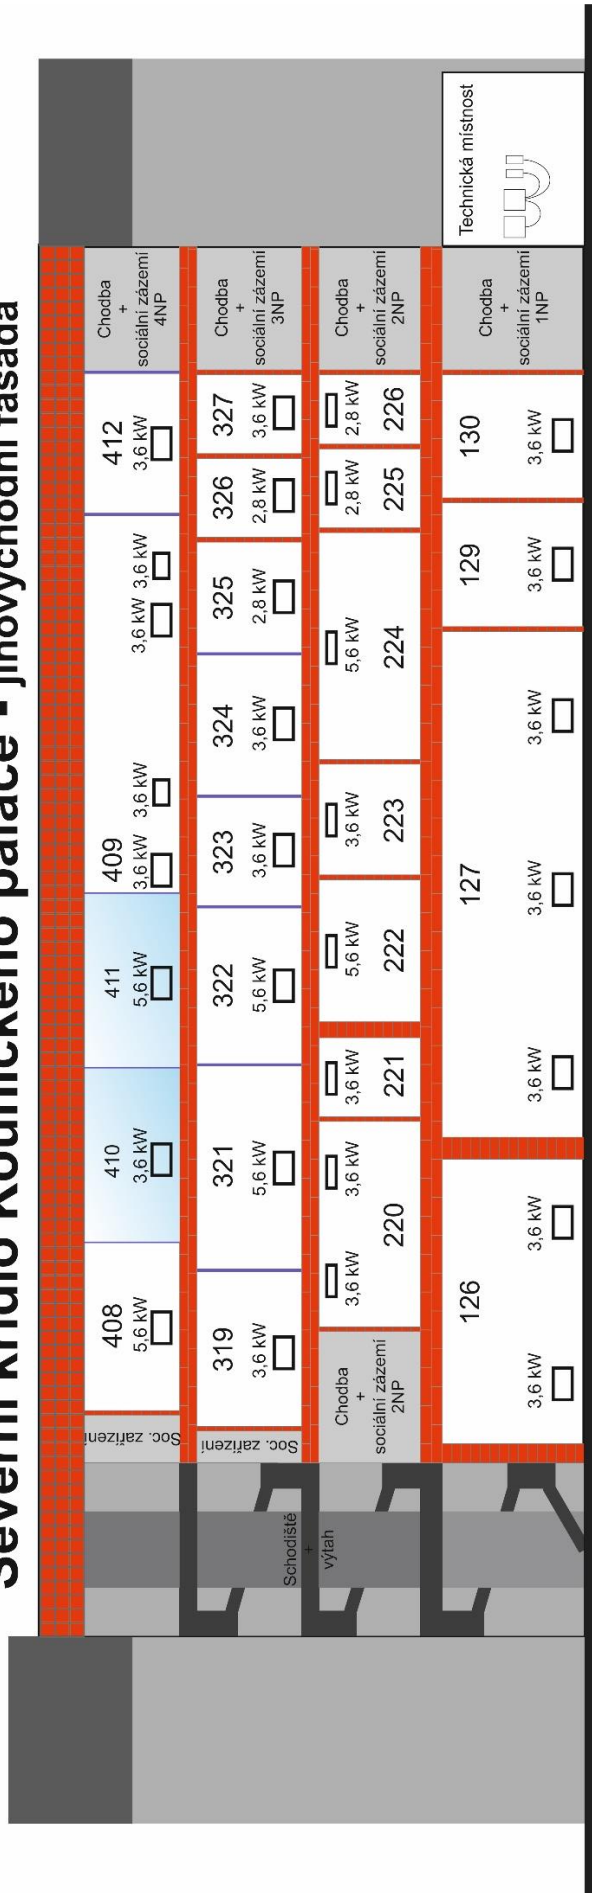 Severní křídlo Kounického paláce - jihovýchodní fasáda
Soc. zařízení
408
5,6 kW
410
3,6 kW
411
5,6 kW
409
3,6 kW
3,6 kW
3,6 kW
3,6 kW
412
3,6 kW
Chodba
+
sociální zázemí
4NP
Soc. zařízení
319
3,6 kW
321
5,6 kW
322
5,6 kW
323
3,6 kW
324
3,6 kW
325
2,8 kW
326
2,8 kW
327
3,6 kW
Chodba
+
sociální zázemí
3NP
Schodiště
+
výtah
Chodba
+
sociální zázemí
2NP
3,6 kW
3,6 kW
220
3,6 kW
221
5,6 kW
222
3,6 kW
223
5,6 kW
224
2,8 kW
225
2,8 kW
226
Chodba
+
sociální zázemí
2NP
126
3,6 kW
3,6 kW
127
3,6 kW
3,6 kW
3,6 kW
129
3,6 kW
130
3,6 kW
Chodba
+
sociální zázemí
1NP
Technická místnost